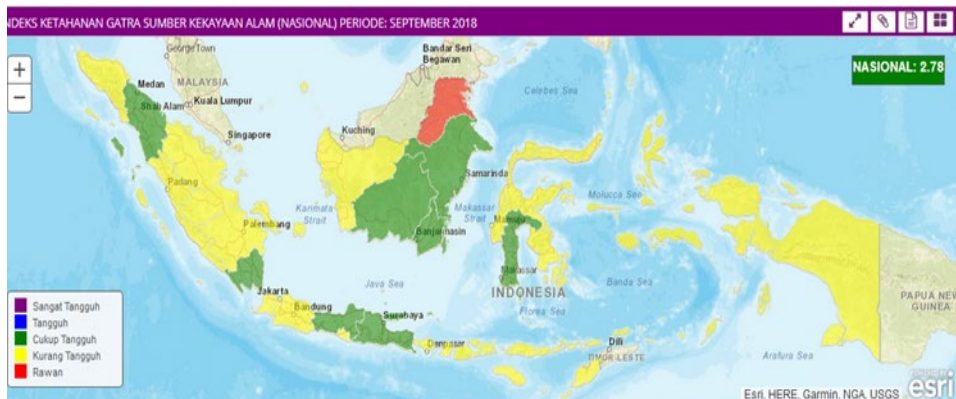 NDEKS KETAHANAN GATRA SUMBER KEKAYAAN ALAM (NASIONAL) PERIODE: SEPTEMBER 2018
NASIONAL: 2.78
+
−
George Town
Bandar Seri
Begawan
Medan
MALAYSIA
Celebes Sea
Shah Alam
Kuala Lumpur
Singapore
Kuching
Samarinda
Padang
Molucca Sea
Karimata
Strait
Makassar
Strait
Mamuju
Palembang
Banjarmasin
Jakarta
Java Sea
Makassar
Banda Sea
INDONESIA
Bandung
Surabaya
Flores Sea
PAPUA NEW
GUINEA
Denpasar
Dili
TIMOR-LESTE
Arafura Sea
Sangat Tangguh
Tangguh
Cukup Tangguh
Kurang Tangguh
Rawan
POWERED BY
esri
Esri, HERE, Garmin, NGA, USGS